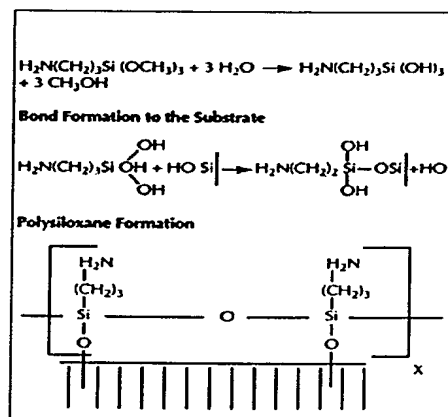 H₂N(CH₂)₃Si (OCH₃)₃ + 3 H₂O → H₂N(CH₂)₃Si (OH)₃
+ 3 CH₃OH
Bond Formation to the Substrate
OH OH
H₂N(CH₂)₃Si OH + HO Si → H₂N(CH₂)₂ Si – OSi + HO
OH OH
Polysiloxane Formation
H₂N H₂N
(CH₂)₃ (CH₂)₃
Si O Si
O O
X